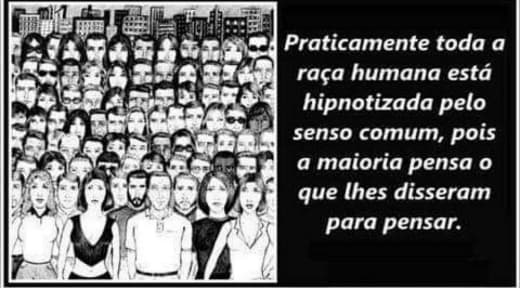 Praticamente toda a
raça humana está
hipnotizada pelo
senso comum, pois
a maioria pensa o
que lhes disseram
para pensar.